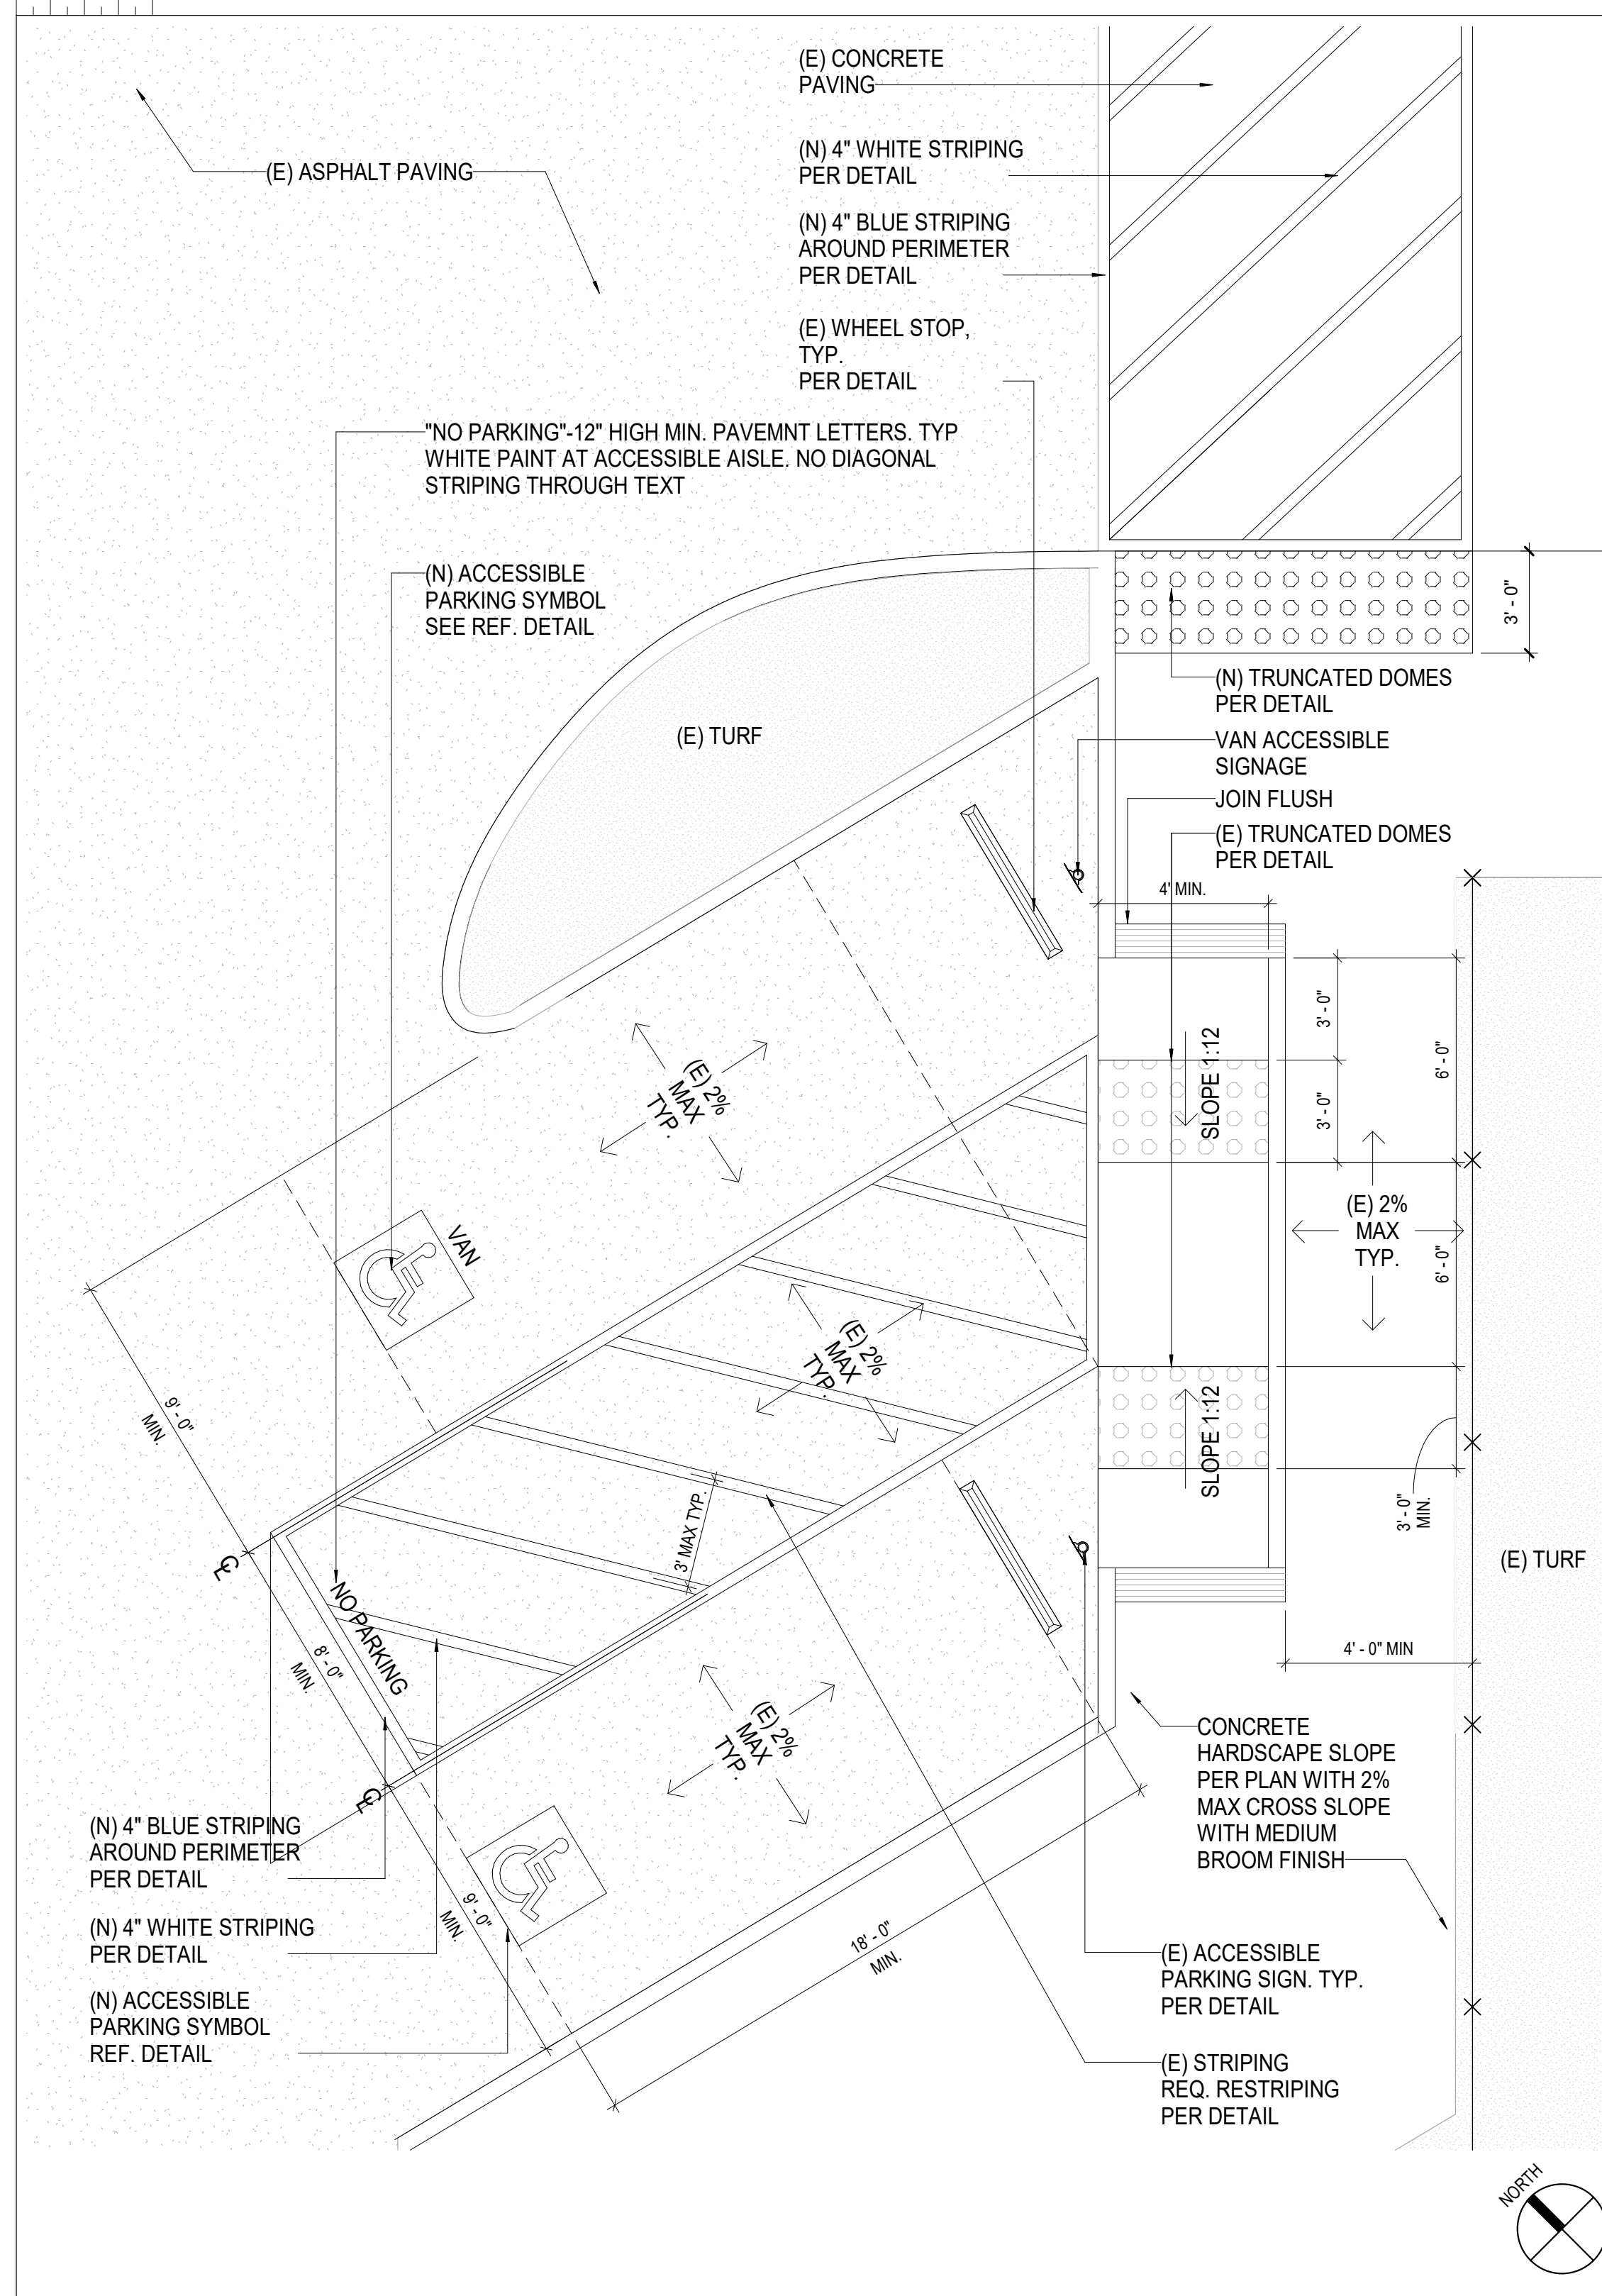 (E) CONCRETE
PAVING
(N) 4" WHITE STRIPING
PER DETAIL
(E) ASPHALT PAVING
(N) 4" BLUE STRIPING
AROUND PERIMETER
PER DETAIL
(E) WHEEL STOP,
TYP.
PER DETAIL
"NO PARKING"-12" HIGH MIN. PAVEMNT LETTERS. TYP
WHITE PAINT AT ACCESSIBLE AISLE. NO DIAGONAL
STRIPING THROUGH TEXT
(N) ACCESSIBLE
PARKING SYMBOL
SEE REF. DETAIL
3' - 0"
(N) TRUNCATED DOMES
PER DETAIL
(E) TURF
VAN ACCESSIBLE
SIGNAGE
JOIN FLUSH
(E) TRUNCATED DOMES
PER DETAIL
4' MIN.
3' - 0"
6' - 0"
SLOPE 1:12
3' - 0"
(E) 2%
MAX
TYP.
VAN
(E) 2%
MAX
TYP.
6' - 0"
(E) 2%
MAX
TYP.
9' - 0"
MIN.
SLOPE 1:12
3' - 0"
MIN.
3' MAX TYP.
(E) TURF
CL
NO PARKING
8' - 0"
MIN.
4' - 0" MIN
(E) 2%
MAX
TYP.
CONCRETE
HARDSCAPE SLOPE
PER PLAN WITH 2%
MAX CROSS SLOPE
WITH MEDIUM
BROOM FINISH
CL
(N) 4" BLUE STRIPING
AROUND PERIMETER
PER DETAIL
9' - 0"
MIN.
(N) 4" WHITE STRIPING
PER DETAIL
18' - 0"
MIN.
(E) ACCESSIBLE
PARKING SIGN. TYP.
PER DETAIL
(N) ACCESSIBLE
PARKING SYMBOL
REF. DETAIL
(E) STRIPING
REQ. RESTRIPING
PER DETAIL
NORTH